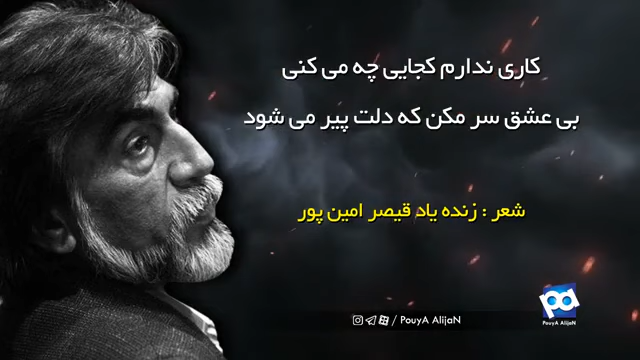 کاری ندارم کجایی چه می کنی
بی عشق سر مکن که دلت پیر می شود
شعر : زنده یاد قیصر امین پور
PouyA AlijaN
/ PouyA AlijaN